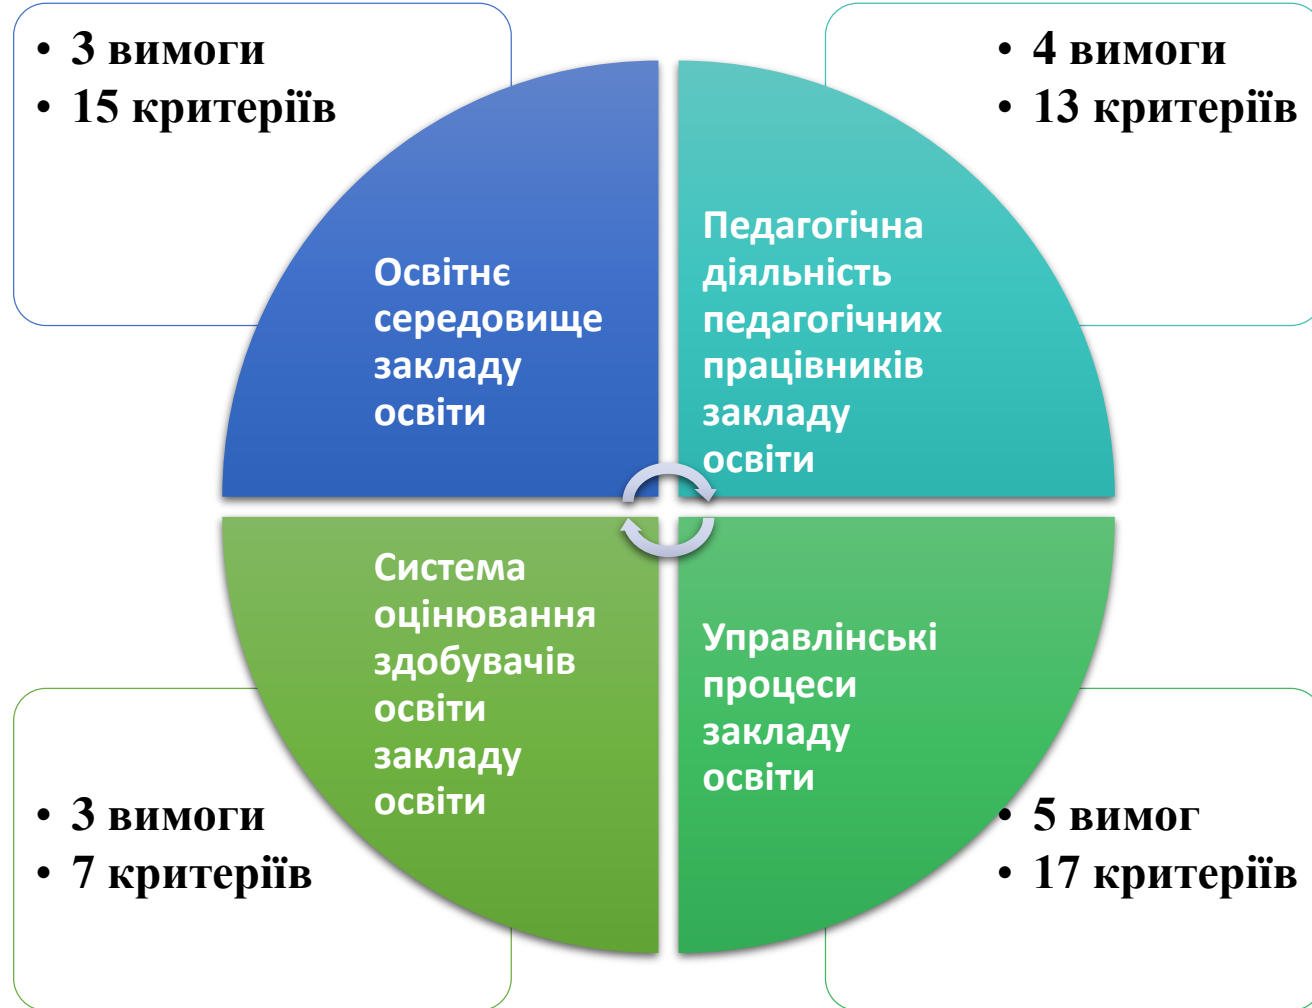 • 3 вимоги
• 15 критеріїв
• 4 вимоги
• 13 критеріїв
Освітнє
середовище
закладу
освіти
Педагогічна
діяльність
педагогічних
працівників
закладу
освіти
Система
оцінювання
здобувачів
освіти
закладу
освіти
Управлінські
процеси
закладу
освіти
• 3 вимоги
• 7 критеріїв
• 5 вимог
• 17 критеріїв